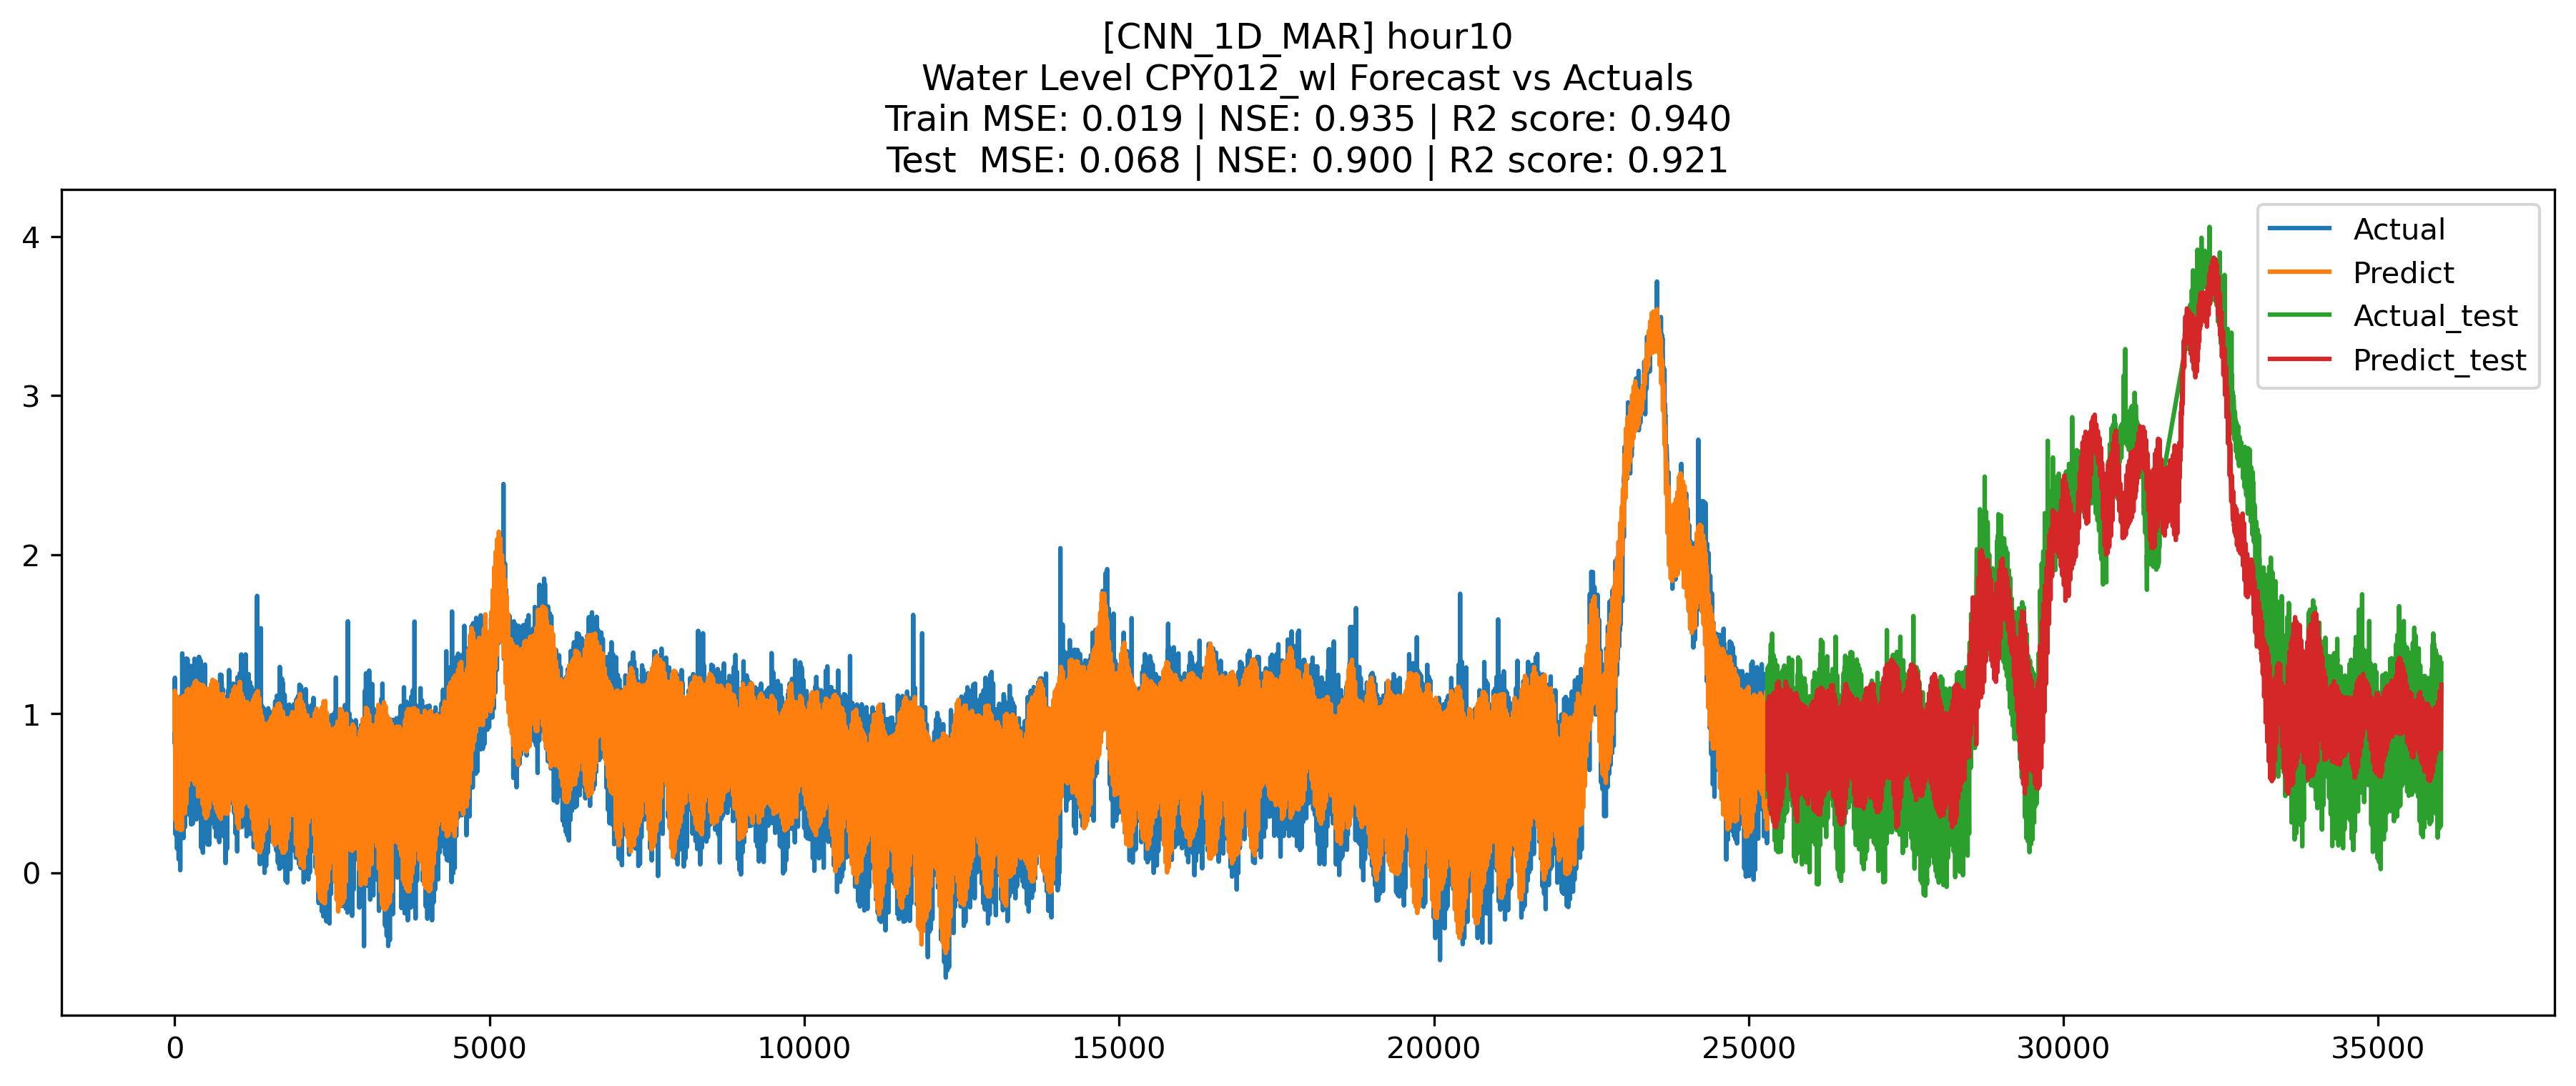 [CNN_1D_MAR] hour10
Water Level CPY012_wl Forecast vs Actuals
Train MSE: 0.019 | NSE: 0.935 | R2 score: 0.940
Test  MSE: 0.068 | NSE: 0.900 | R2 score: 0.921
Actual
Predict
Actual_test
Predict_test
4
3
2
1
0
0 5000 10000 15000 20000 25000 30000 35000